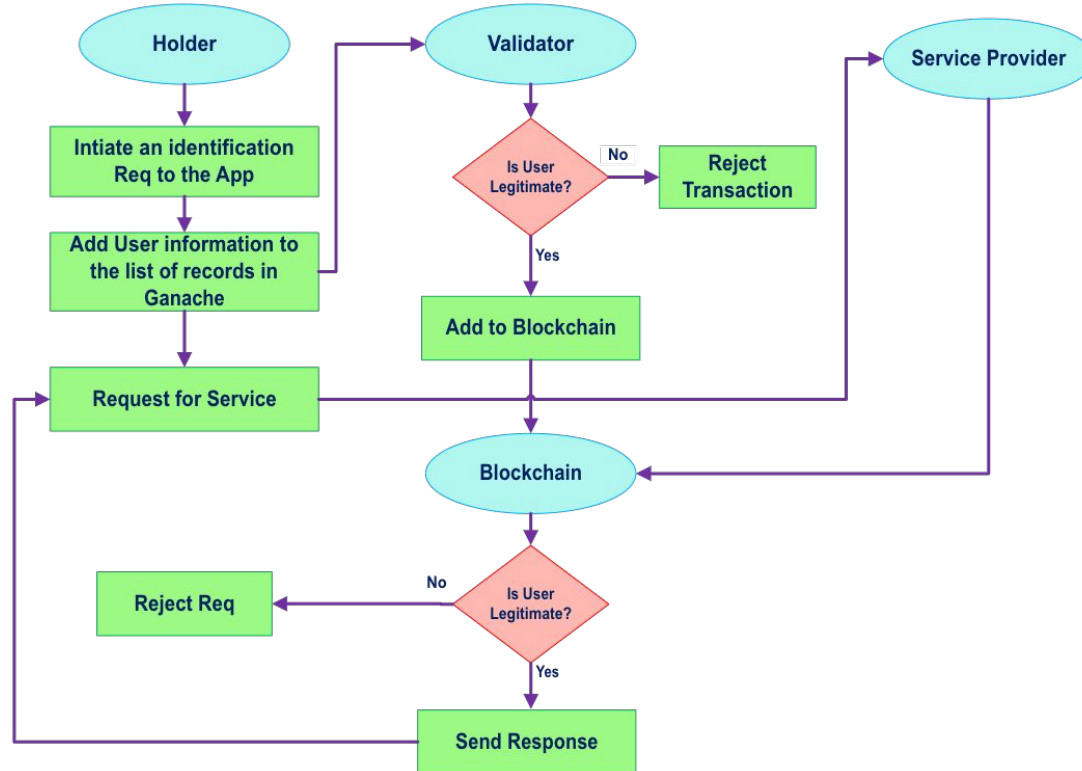 Holder
Validator
Service Provider
Intiate an identification
Req to the App
Is User
Legitimate?
No
Reject
Transaction
Add User information to
the list of records in
Ganache
Yes
Add to Blockchain
Request for Service
Blockchain
Is User
Legitimate?
No
Reject Req
Yes
Send Response